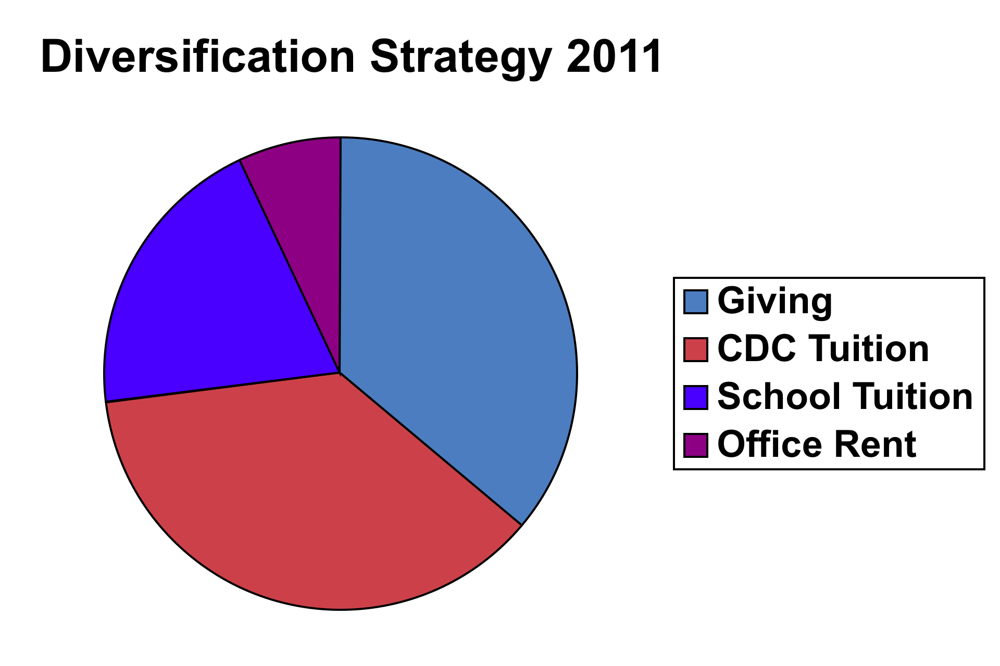 Diversification Strategy 2011
Giving
CDC Tuition
School Tuition
Office Rent